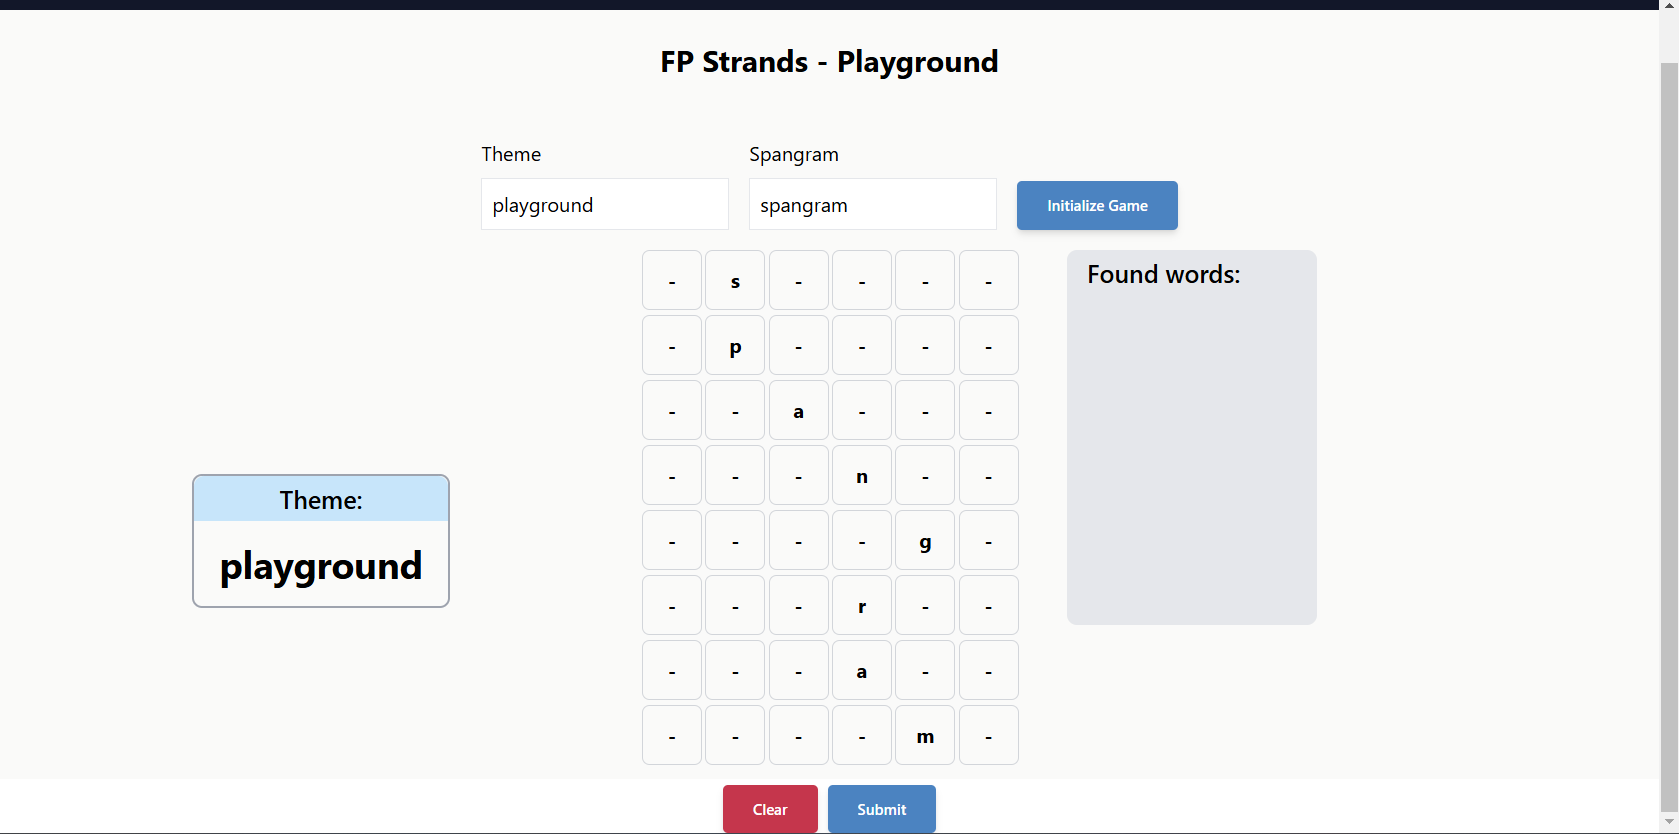 FP Strands - Playground
Theme
Spangram
playground
spangram
Initialize Game
- s - - - -
- p - - - -
- - a - - -
- - - n - -
- - - - g -
- - - r - -
- - - a - -
- - - - m -
Found words:
Theme:
playground
Clear
Submit